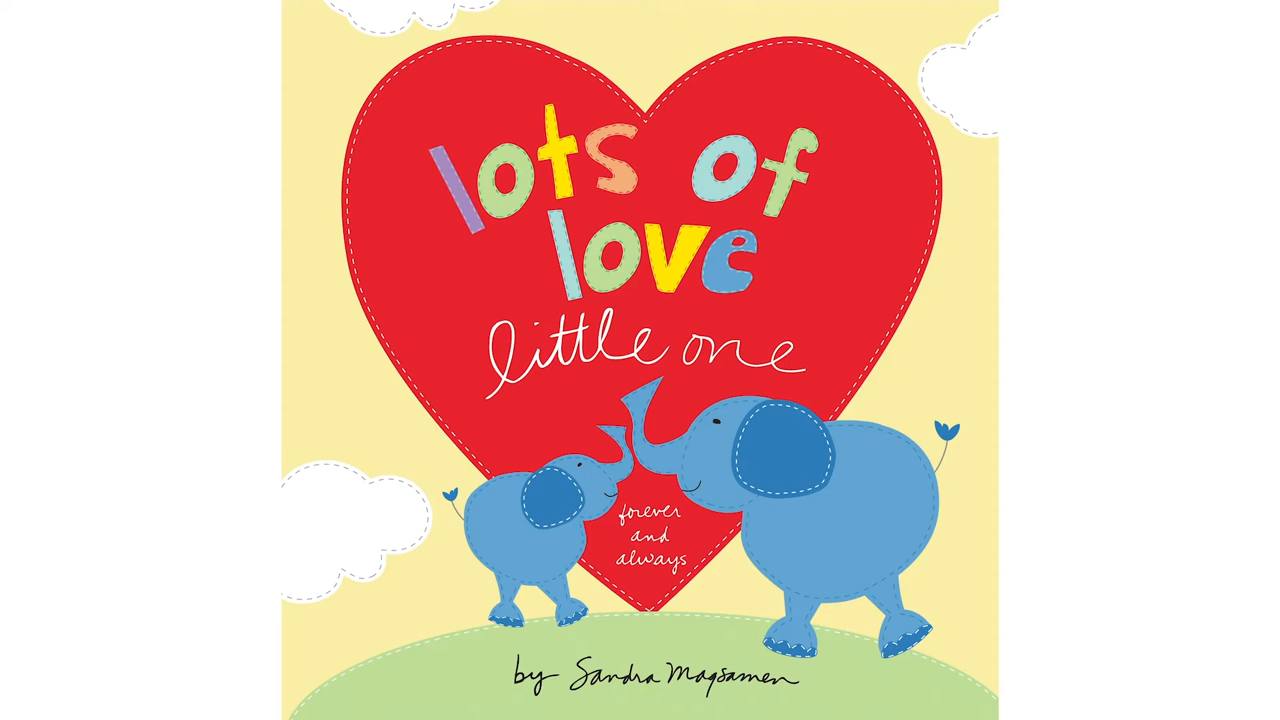 lots of
love
little one
forever
and
always
by Sandra Magsamen